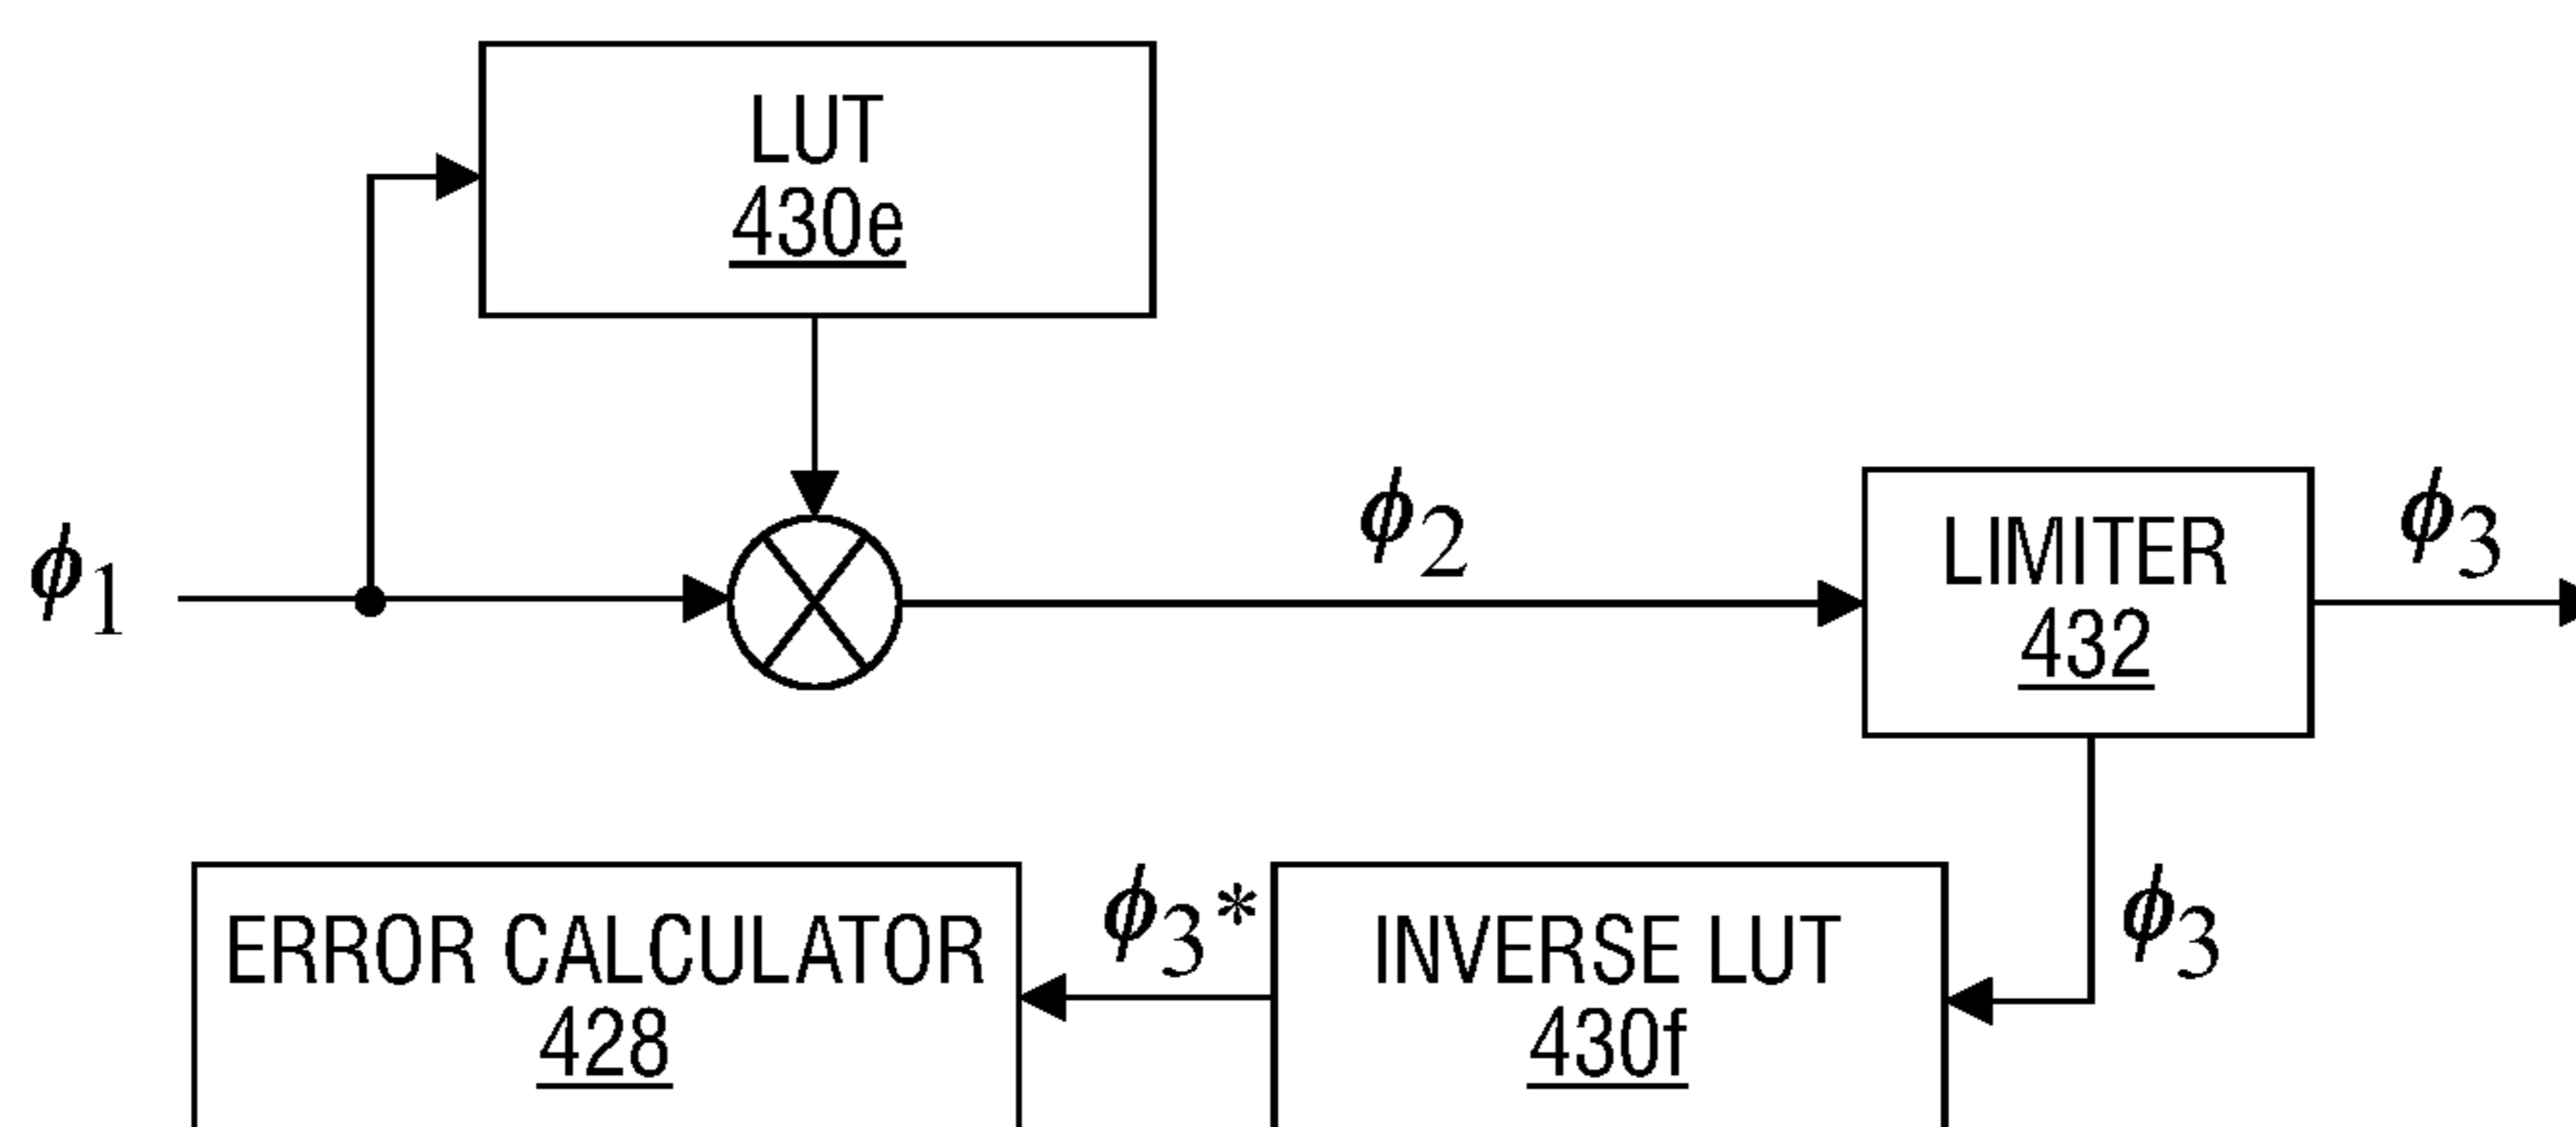 LUT
430e
ϕ1
ϕ2
LIMITER
432
ϕ3
ERROR CALCULATOR
428
ϕ3*
INVERSE LUT
430f
ϕ3